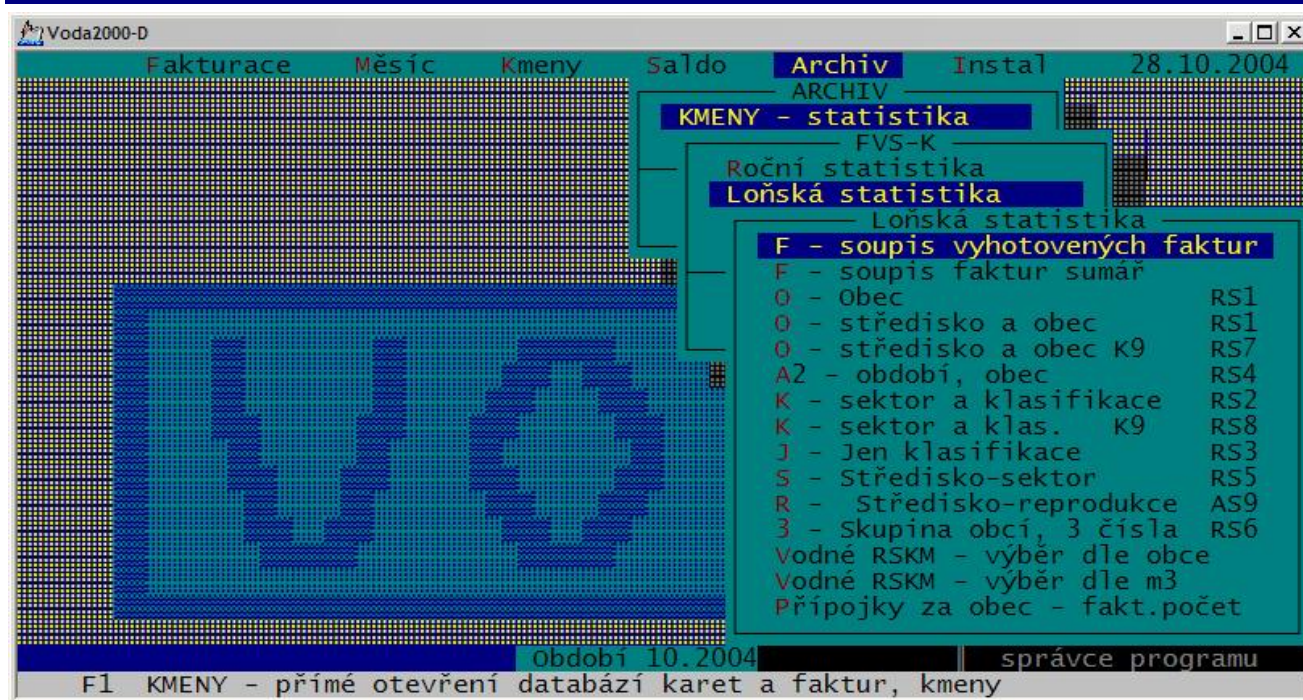 Voda2000-D
Fakturace Měsíc Kmeny Saldo Archiv Instal 28.10.2004
ARCHIV
KMENY - statistika
FVS-K
Roční statistika
Loňská statistika
Loňská statistika
F - soupis vyhotovených faktur
F - soupis faktur sumář
O - Obec RS1
O - středisko a obec RS1
O - středisko a obec K9 RS7
A2 - období, obec RS4
K - sektor a klasifikace RS2
K - sektor a klas. K9 RS8
J - Jen klasifikace RS3
S - Středisko-sektor RS5
R - Středisko-reprodukce AS9
3 - Skupina obcí, 3 čísla RS6
Vodné RSKM - výběr dle obce
Vodné RSKM - výběr dle m3
Přípojky za obec - fakt.počet
VO
Období 10.2004 správce programu
F1 KMENY - přímé otevření databází karet a faktur, kmeny